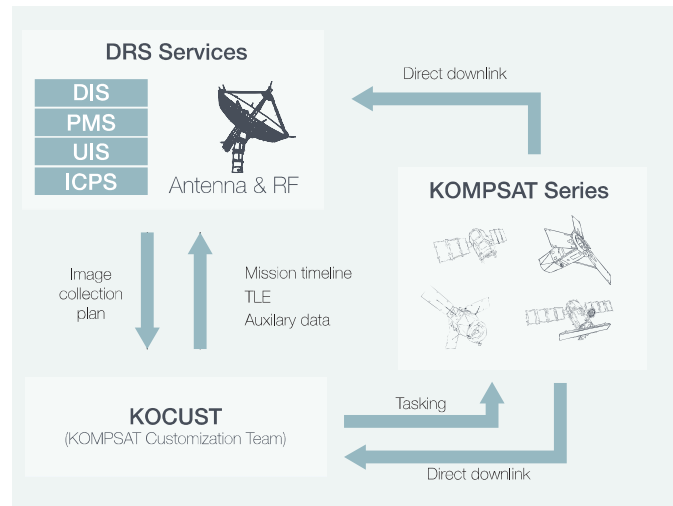 DRS Services
DIS
PMS
UIS
ICPS
Antenna & RF
Direct downlink
KOMPSAT Series
Image
collection
plan
Mission timeline
TLE
Auxilary data
KOCUST
(KOMPSAT Customization Team)
Tasking
Direct downlink